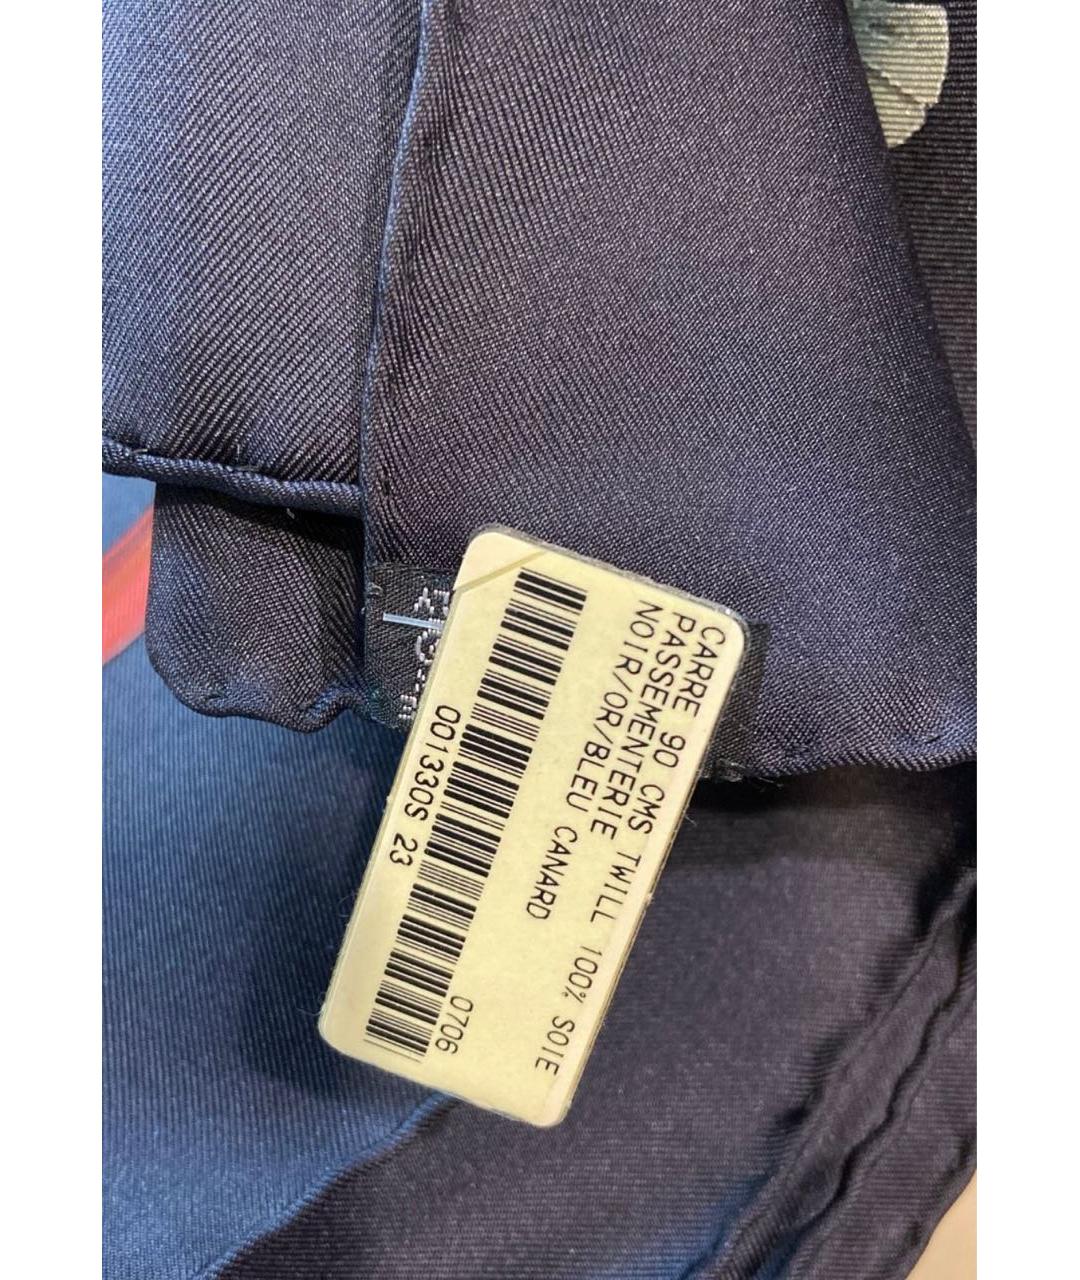 CARRE 90 CMS TWILL 100% SOIE
PASSEMENTERIE
NOIR/OR/BLEU CANARD
001330S 23
0706